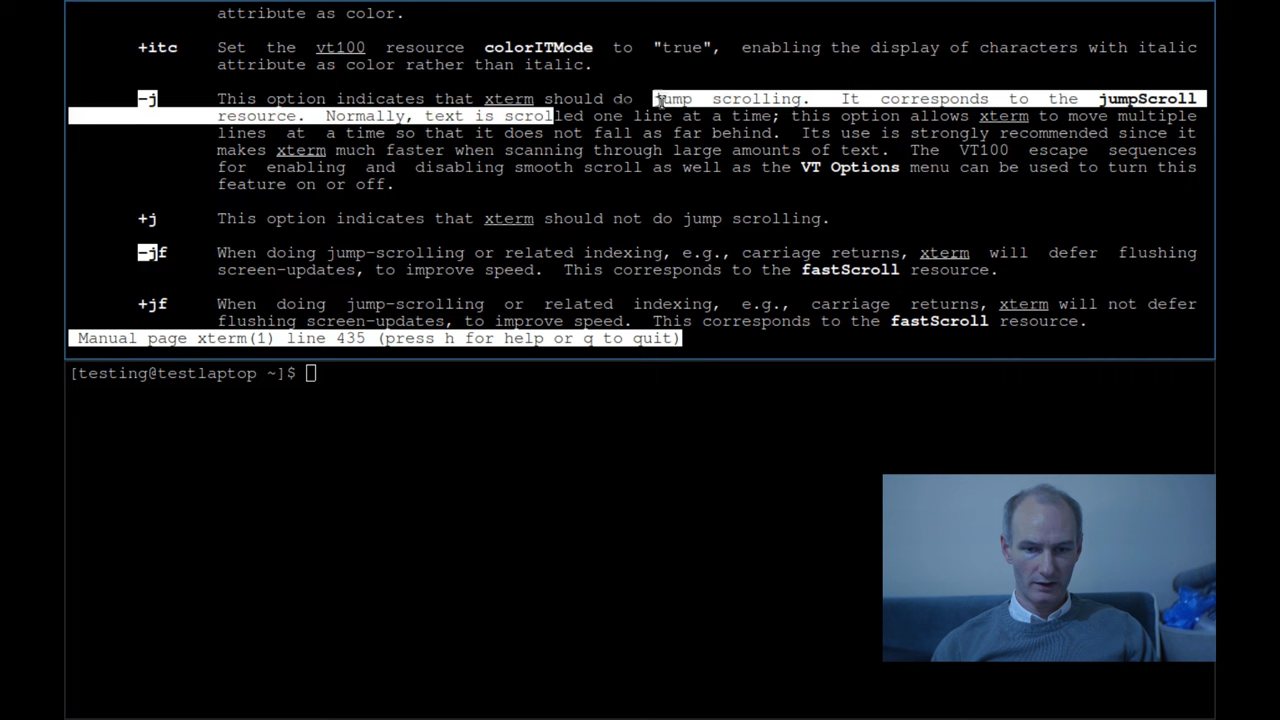 attribute as color.
+itc Set the vt100 resource colorITMode to "true", enabling the display of characters with italic
attribute as color rather than italic.
-j This option indicates that xterm should do jump scrolling. It corresponds to the jumpScroll
resource. Normally, text is scrolled one line at a time; this option allows xterm to move multiple
lines at a time so that it does not fall as far behind. Its use is strongly recommended since it
makes xterm much faster when scanning through large amounts of text. The VT100 escape sequences
for enabling and disabling smooth scroll as well as the VT Options menu can be used to turn this
feature on or off.
+j This option indicates that xterm should not do jump scrolling.
-jf When doing jump-scrolling or related indexing, e.g., carriage returns, xterm will defer flushing
screen-updates, to improve speed. This corresponds to the fastScroll resource.
+jf When doing jump-scrolling or related indexing, e.g., carriage returns, xterm will not defer
flushing screen-updates, to improve speed. This corresponds to the fastScroll resource.
Manual page xterm(1) line 435 (press h for help or q to quit)
[testing@testlaptop ~]$